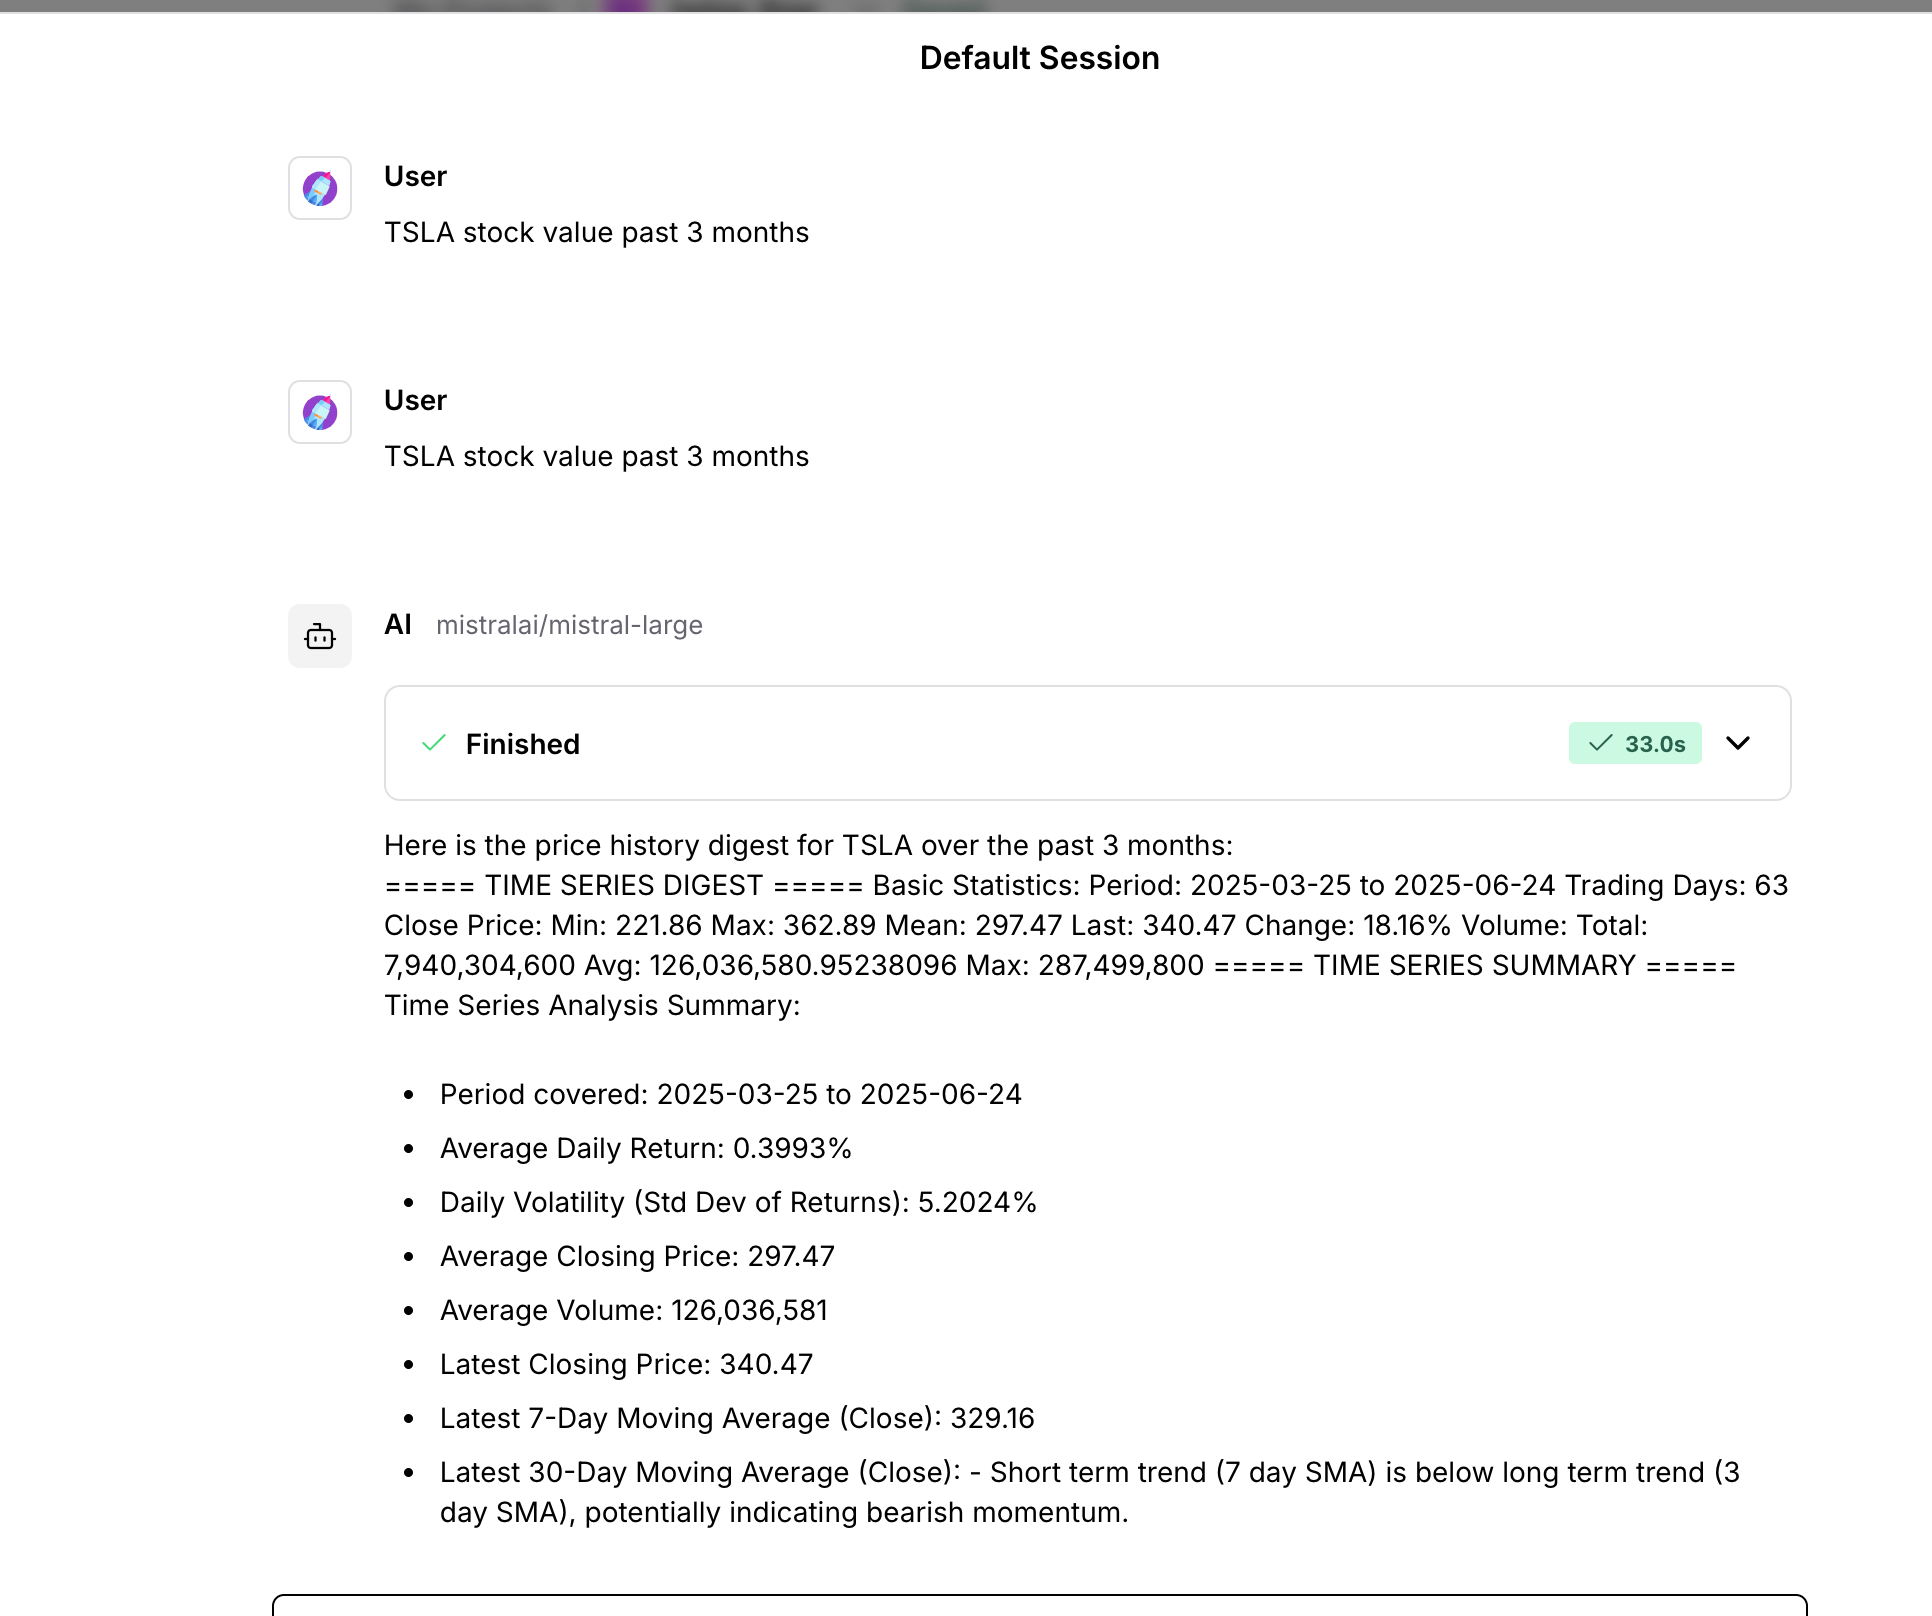 Default Session
User
TSLA stock value past 3 months
User
TSLA stock value past 3 months
AI mistralai/mistral-large
Finished 33.0s
Here is the price history digest for TSLA over the past 3 months:
===== TIME SERIES DIGEST ===== Basic Statistics: Period: 2025-03-25 to 2025-06-24 Trading Days: 63
Close Price: Min: 221.86 Max: 362.89 Mean: 297.47 Last: 340.47 Change: 18.16% Volume: Total:
7,940,304,600 Avg: 126,036,580.95238096 Max: 287,499,800 ===== TIME SERIES SUMMARY =====
Time Series Analysis Summary:
• Period covered: 2025-03-25 to 2025-06-24
• Average Daily Return: 0.3993%
• Daily Volatility (Std Dev of Returns): 5.2024%
• Average Closing Price: 297.47
• Average Volume: 126,036,581
• Latest Closing Price: 340.47
• Latest 7-Day Moving Average (Close): 329.16
• Latest 30-Day Moving Average (Close): - Short term trend (7 day SMA) is below long term trend (3
day SMA), potentially indicating bearish momentum.